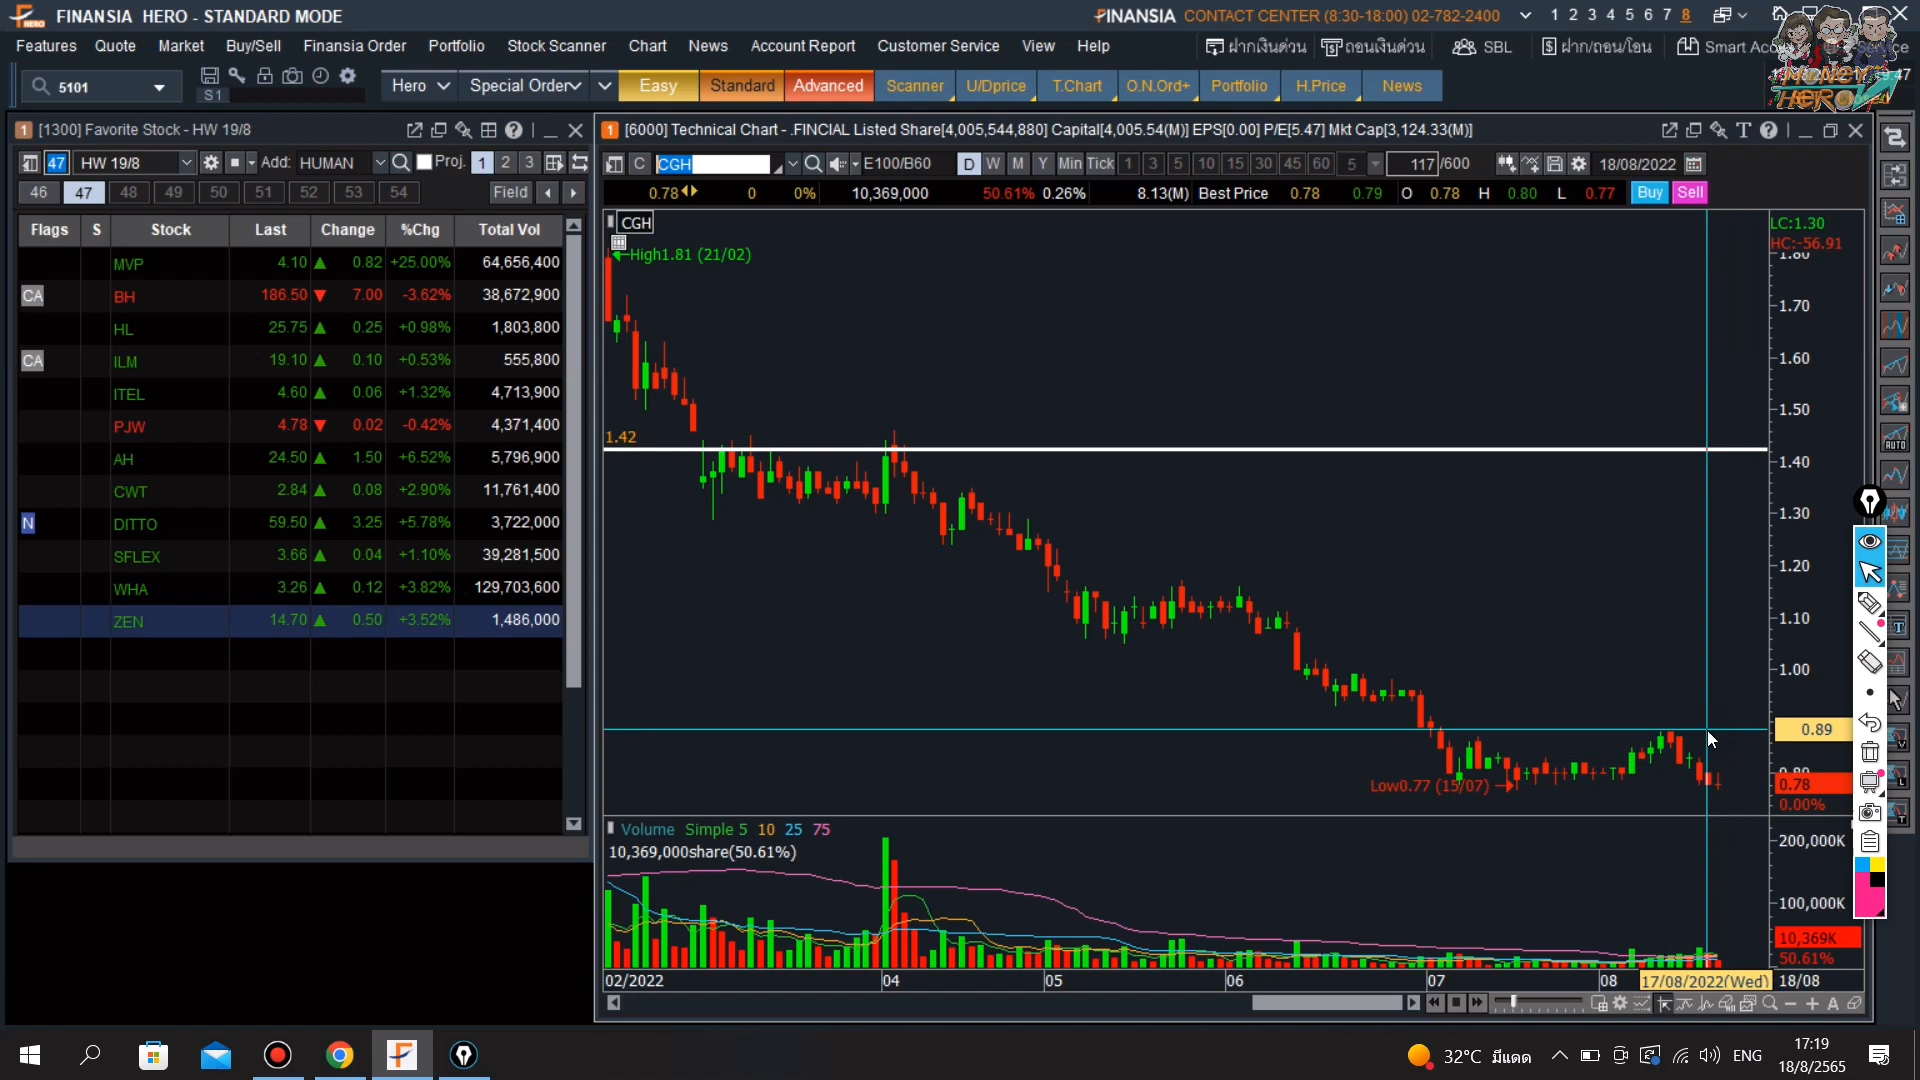 FINANSIA HERO - STANDARD MODE
FINANSIA CONTACT CENTER (8:30-18:00) 02-782-2400
1 2 3 4 5 6 7 8
Features Quote Market Buy/Sell Finansia Order Portfolio Stock Scanner Chart News Account Report Customer Service View Help
ฝากเงินด่วน ถอนเงินด่วน SBL ฝาก/ถอน/โอน Smart
MONEY HERO
5101 S1 Hero Special Order Easy Standard Advanced Scanner U/Dprice T.Chart O.N.Ord+ Portfolio H.Price News
1 [1300] Favorite Stock - HW 19/8
47 HW 19/8 Add: HUMAN Proj. 1 2 3
46 47 48 49 50 51 52 53 54 Field
Flags S Stock Last Change %Chg Total Vol
MVP 4.10 ▲ 0.82 +25.00% 64,656,400
CA BH 186.50 ▼ 7.00 -3.62% 38,672,900
HL 25.75 ▲ 0.25 +0.98% 1,803,800
CA ILM 19.10 ▲ 0.10 +0.53% 555,800
ITEL 4.60 ▲ 0.06 +1.32% 4,713,900
PJW 4.78 ▼ 0.02 -0.42% 4,371,400
AH 24.50 ▲ 1.50 +6.52% 5,796,900
CWT 2.84 ▲ 0.08 +2.90% 11,761,400
N DITTO 59.50 ▲ 3.25 +5.78% 3,722,000
SFLEX 3.66 ▲ 0.04 +1.10% 39,281,500
WHA 3.26 ▲ 0.12 +3.82% 129,703,600
ZEN 14.70 ▲ 0.50 +3.52% 1,486,000
1 [6000] Technical Chart - .FINCIAL Listed Share[4,005,544,880] Capital[4,005.54(M)] EPS[0.00] P/E[5.47] Mkt Cap[3,124.33(M)]
C CGH E100/B60 D W M Y Min Tick 1 3 5 10 15 30 45 60 5 117/600 18/08/2022
0.78 0 0% 10,369,000 50.61% 0.26% 8.13(M) Best Price 0.78 0.79 O 0.78 H 0.80 L 0.77 Buy Sell
CGH
LC:1.30
HC:-56.91
High1.81 (21/02)
1.80
1.70
1.60
1.50
1.42
1.40
1.30
1.20
1.10
1.00
0.89
0.80
Low0.77 (15/07)
0.78
0.00%
Volume Simple 5 10 25 75
10,369,000share(50.61%)
200,000K
100,000K
10,369K
50.61%
02/2022 04 05 06 07 08 17/08/2022(Wed) 18/08
AUTO
32°C มีแดด ENG
17:19
18/8/2565